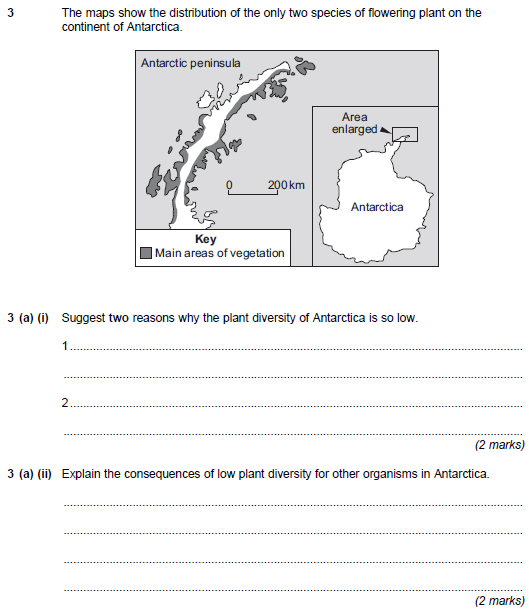 3 The maps show the distribution of the only two species of flowering plant on the
continent of Antarctica.
Antarctic peninsula
Area
enlarged
0 200 km
Antarctica
Key
Main areas of vegetation
3 (a) (i) Suggest two reasons why the plant diversity of Antarctica is so low.
1
2
(2 marks)
3 (a) (ii) Explain the consequences of low plant diversity for other organisms in Antarctica.
(2 marks)